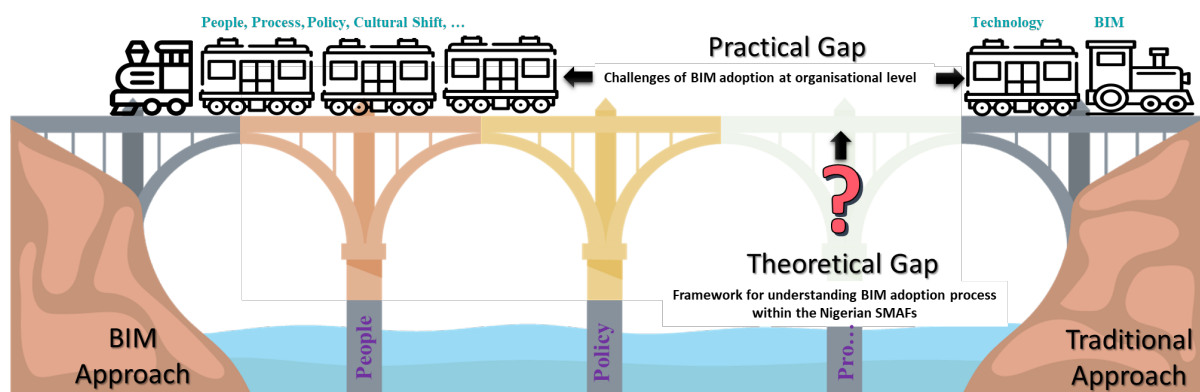 People, Process, Policy, Cultural Shift, …
Technology
BIM
Practical Gap
Challenges of BIM adoption at organisational level
?
Theoretical Gap
Framework for understanding BIM adoption process
within the Nigerian SMAFs
BIM
Approach
People
Policy
Pro…
Traditional
Approach